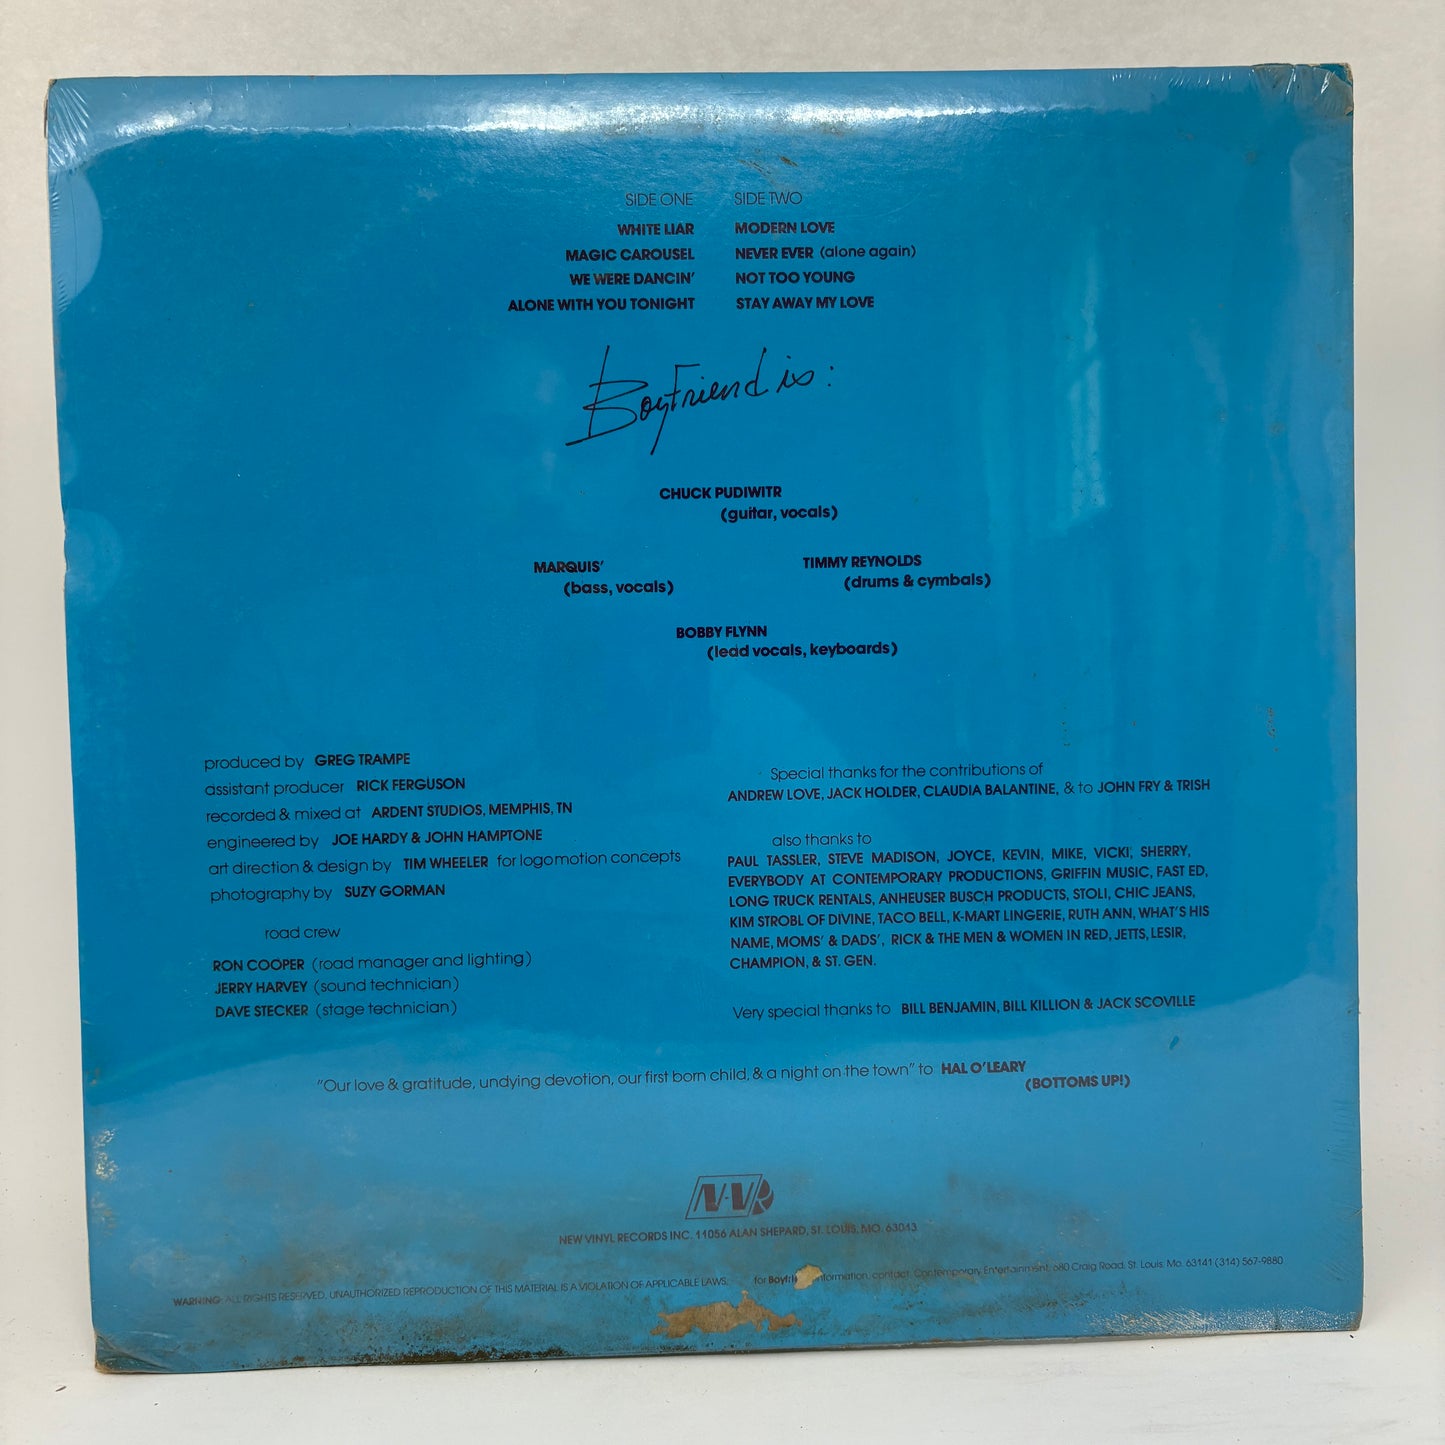 SIDE ONE
WHITE LIAR
MAGIC CAROUSEL
WE WERE DANCIN'
ALONE WITH YOU TONIGHT
SIDE TWO
MODERN LOVE
NEVER EVER (alone again)
NOT TOO YOUNG
STAY AWAY MY LOVE
Boyfriend is:
CHUCK PUDIWITR
(guitar, vocals)
MARQUIS'
(bass, vocals)
TIMMY REYNOLDS
(drums & cymbals)
BOBBY FLYNN
(lead vocals, keyboards)
produced by GREG TRAMPE
assistant producer RICK FERGUSON
recorded & mixed at ARDENT STUDIOS, MEMPHIS, TN
engineered by JOE HARDY & JOHN HAMPTONE
art direction & design by TIM WHEELER for logomotion concepts
photography by SUZY GORMAN
road crew
RON COOPER (road manager and lighting)
JERRY HARVEY (sound technician)
DAVE STECKER (stage technician)
Special thanks for the contributions of
ANDREW LOVE, JACK HOLDER, CLAUDIA BALANTINE, & to JOHN FRY & TRISH
also thanks to
PAUL TASSLER, STEVE MADISON, JOYCE, KEVIN, MIKE, VICKI, SHERRY,
EVERYBODY AT CONTEMPORARY PRODUCTIONS, GRIFFIN MUSIC, FAST ED,
LONG TRUCK RENTALS, ANHEUSER BUSCH PRODUCTS, STOLI, CHIC JEANS,
KIM STROBL OF DIVINE, TACO BELL, K-MART LINGERIE, RUTH ANN, WHAT'S HIS
NAME, MOMS' & DADS', RICK & THE MEN & WOMEN IN RED, JETTS, LESIR,
CHAMPION, & ST. GEN.
Very special thanks to BILL BENJAMIN, BILL KILLION & JACK SCOVILLE
"Our love & gratitude, undying devotion, our first born child, & a night on the town" to HAL O'LEARY
(BOTTOMS UP!)
N-VR
NEW VINYL RECORDS INC. 11056 ALAN SHEPARD, ST. LOUIS, MO. 63043
WARNING: ALL RIGHTS RESERVED, UNAUTHORIZED REPRODUCTION OF THIS MATERIAL IS A VIOLATION OF APPLICABLE LAWS.
for information, contact: Contemporary Entertainment, 680 Craig Road, St. Louis, Mo. 63141 (314) 567-9880